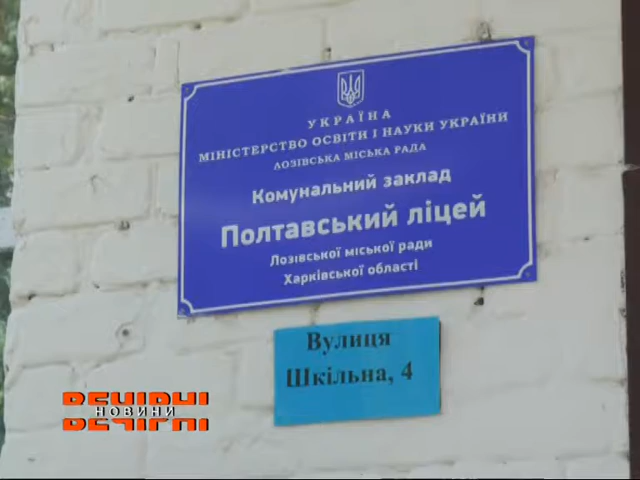 УКРАЇНА
МІНІСТЕРСТВО ОСВІТИ І НАУКИ УКРАЇНИ
ЛОЗІВСЬКА МІСЬКА РАДА
Комунальний заклад
Полтавський ліцей
Лозівської міської ради
Харківської області
Вулиця
Шкільна, 4
ВЕЧІРНІ
НОВИНИ
ВЕЧІРНІ